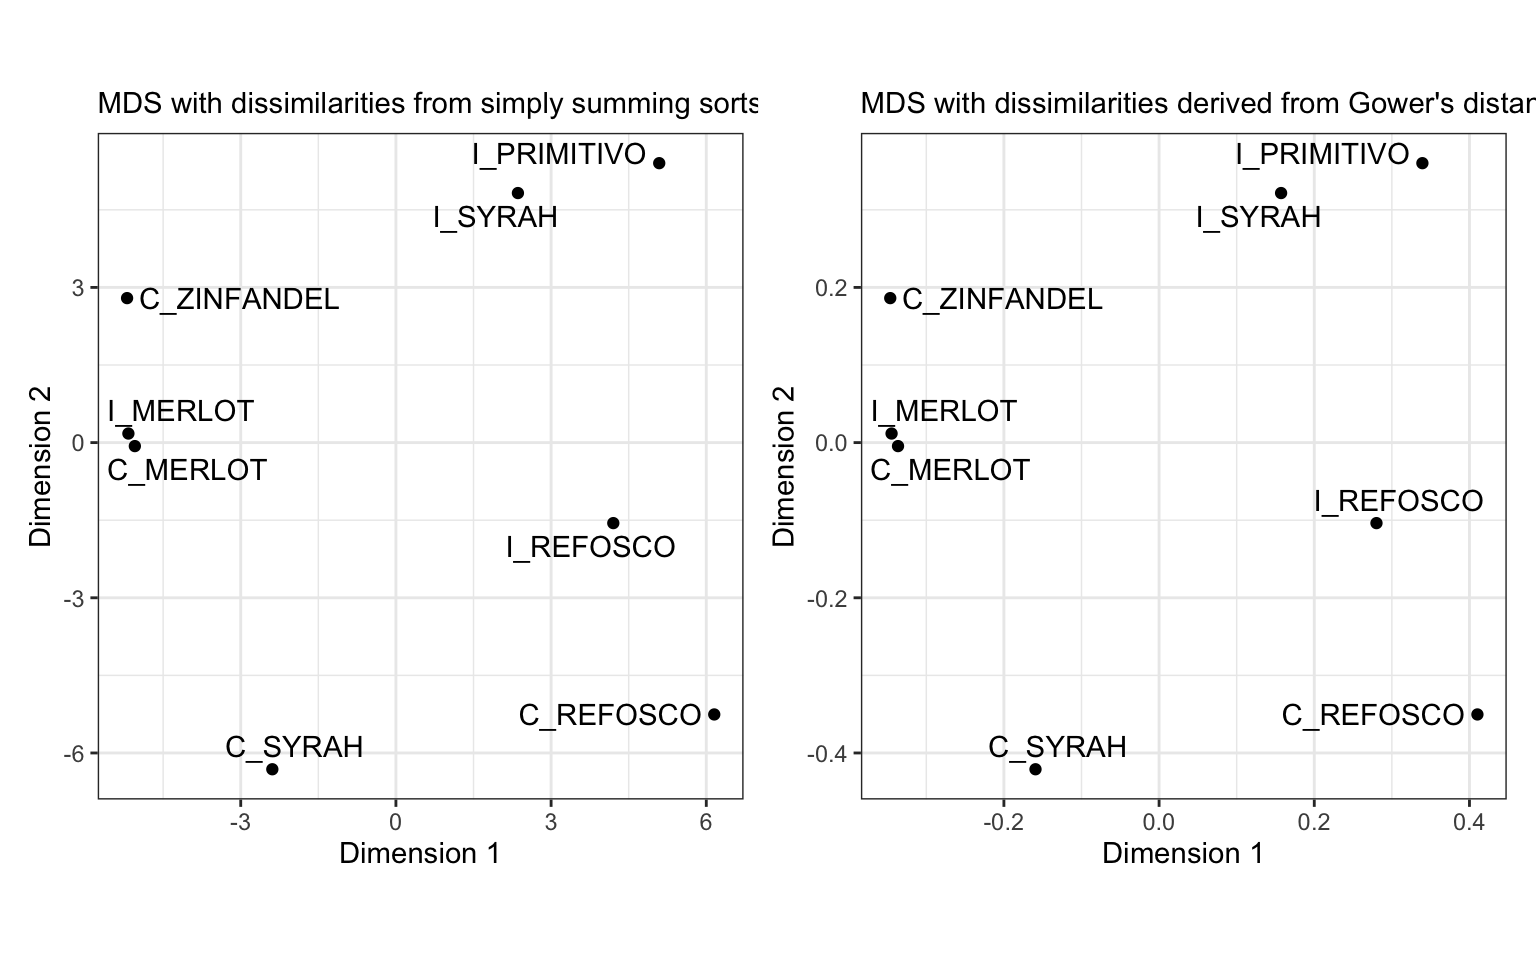 MDS with dissimilarities from simply summing sorts
I_PRIMITIVO
I_SYRAH
C_ZINFANDEL
I_MERLOT
C_MERLOT
I_REFOSCO
C_REFOSCO
C_SYRAH
3
0
-3
-6
-3
0
3
6
Dimension 1
Dimension 2
MDS with dissimilarities derived from Gower's distan
I_PRIMITIVO
I_SYRAH
C_ZINFANDEL
I_MERLOT
C_MERLOT
I_REFOSCO
C_REFOSCO
C_SYRAH
0.2
0.0
-0.2
-0.4
-0.2
0.0
0.2
0.4
Dimension 1
Dimension 2